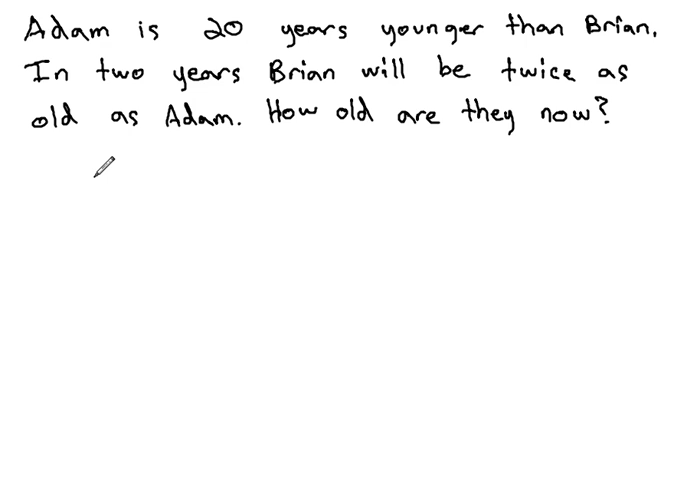 Adam is 20 years younger than Brian.
In two years Brian will be twice as
old as Adam. How old are they now?